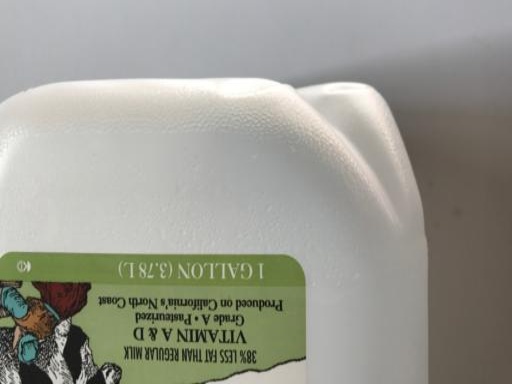 38% LESS FAT THAN REGULAR MILK
VITAMIN A & D
Grade A • Pasteurized
Produced on California's North Coast
1 GALLON (3.78 L)